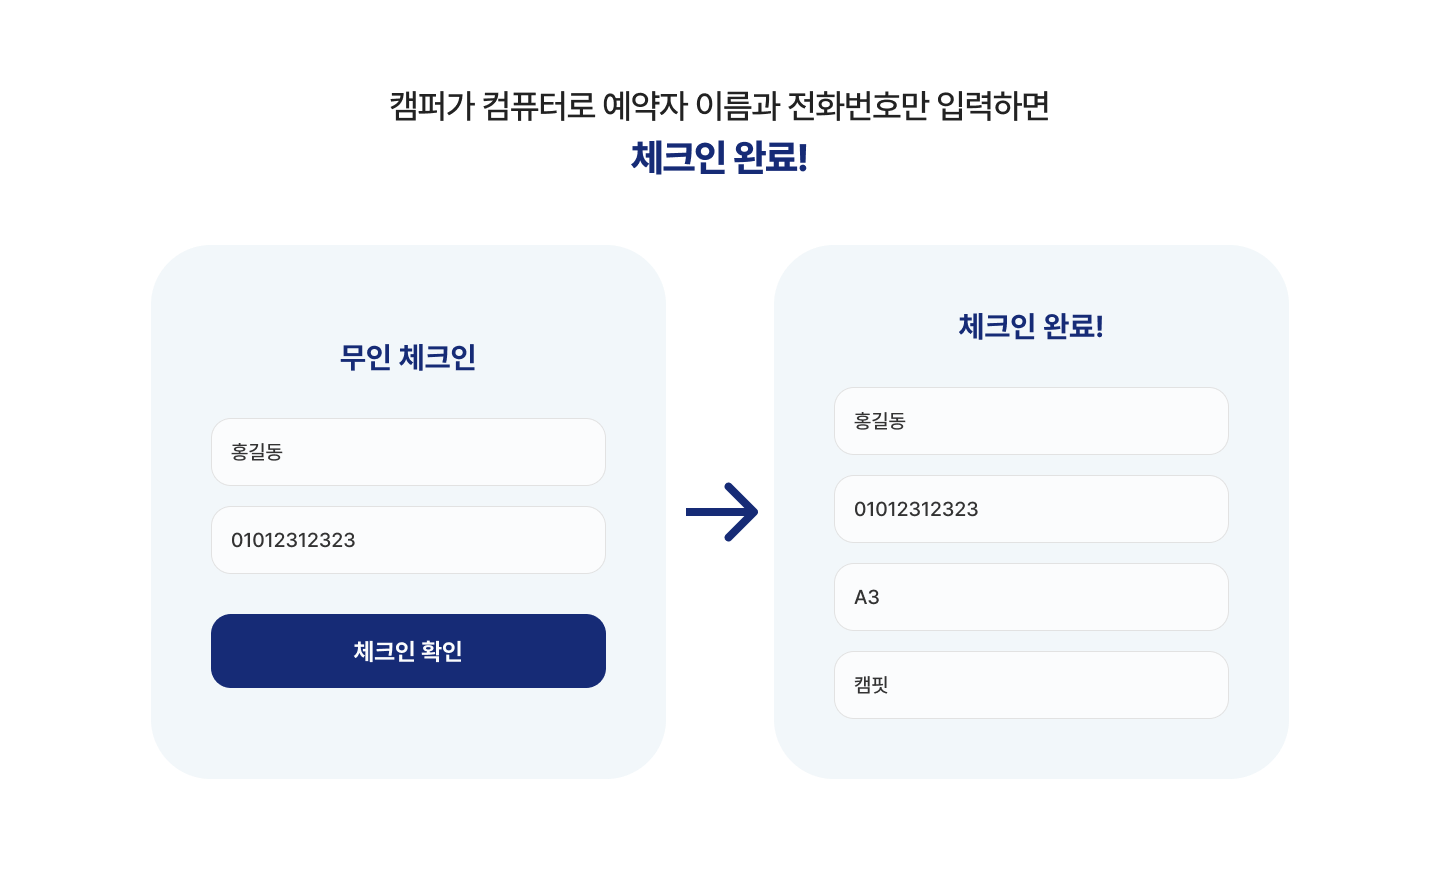 캠퍼가 컴퓨터로 예약자 이름과 전화번호만 입력하면
체크인 완료!
무인 체크인
홍길동
01012312323
체크인 확인
체크인 완료!
홍길동
01012312323
A3
캠핏